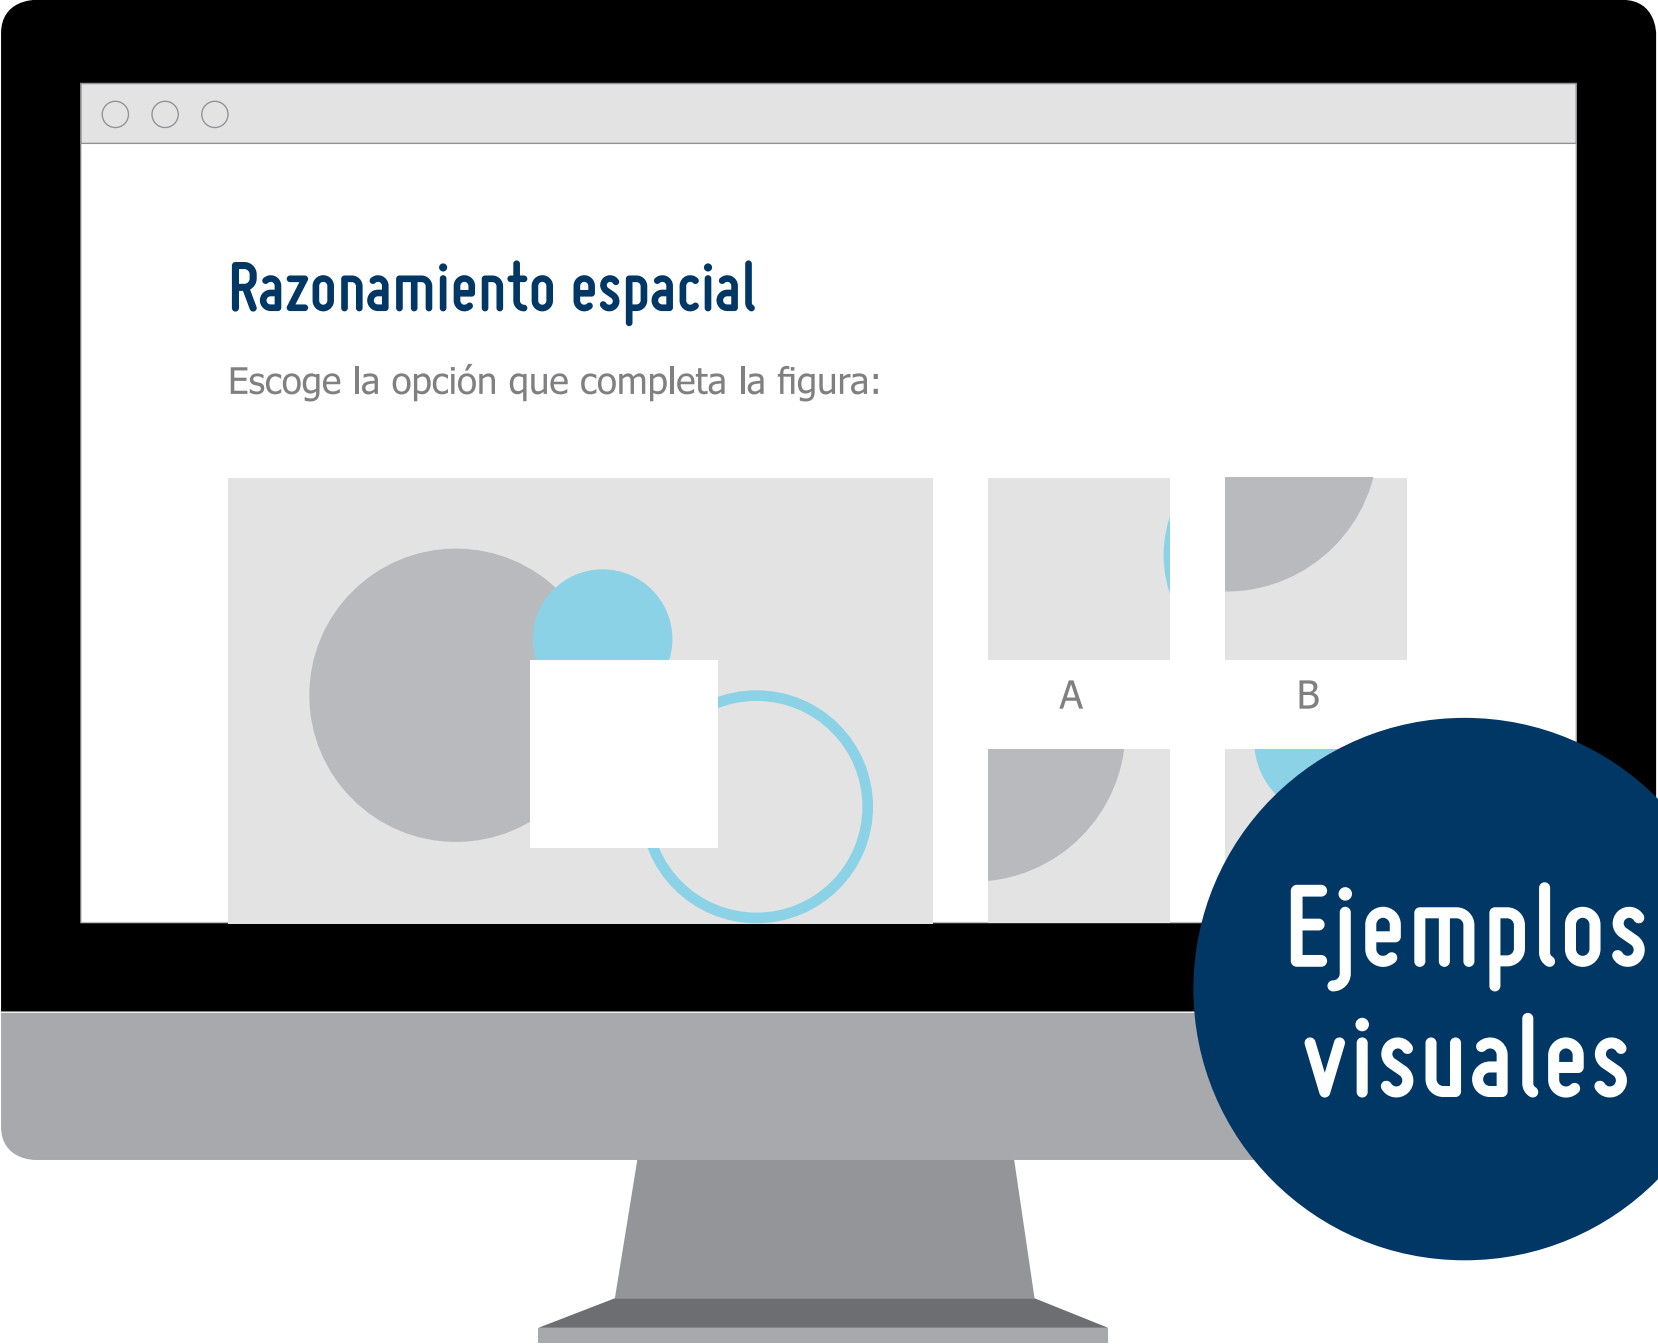 Razonamiento espacial
Escoge la opción que completa la figura:
A
B
Ejemplos
visuales